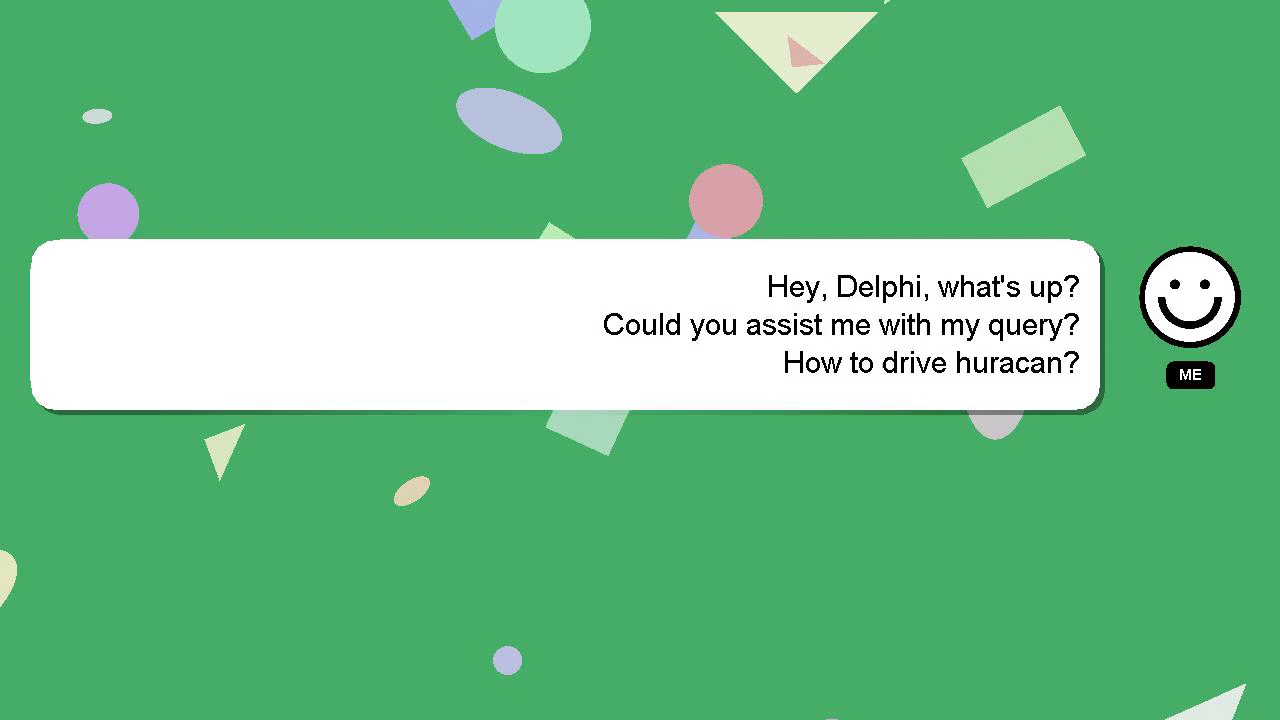 Hey, Delphi, what's up?
Could you assist me with my query?
How to drive huracan?
ME